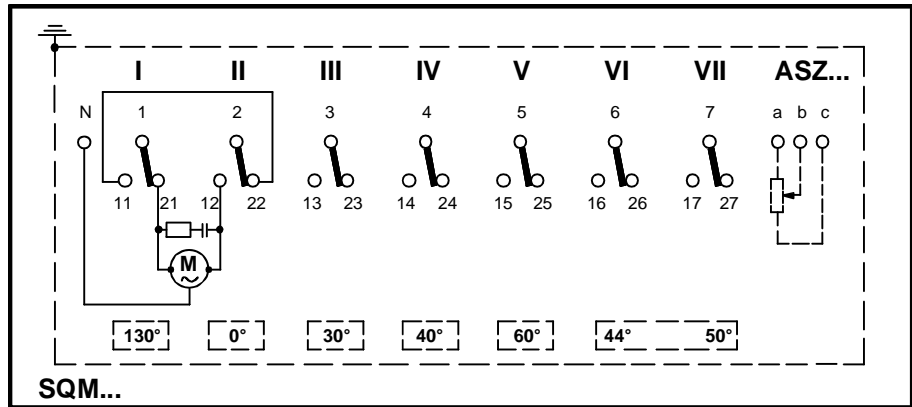 I II III IV V VI VII ASZ...
N 1 2 3 4 5 6 7 a b c
11 21 12 22 13 23 14 24 15 25 16 26 17 27
M
~
130° 0° 30° 40° 60° 44° 50°
SQM...